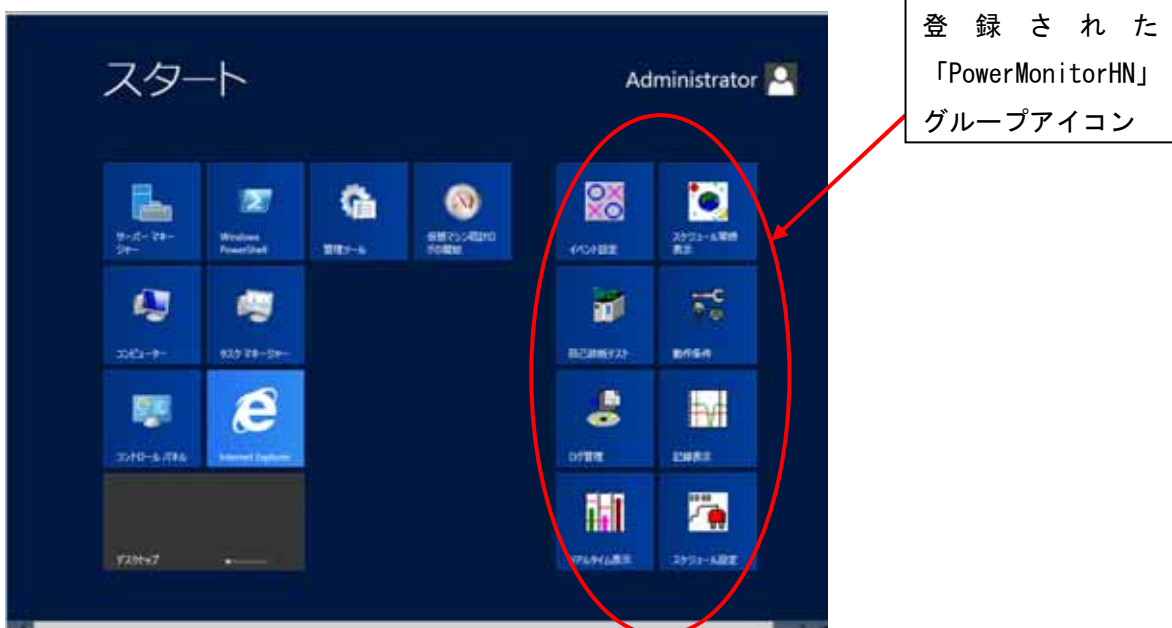 登録された
「PowerMonitorHN」
グループアイコン
スタート
Administrator
サーバー マネー
ジャー
Windows
PowerShell
管理ツール
イベント設定
スケジュール実績
表示
コンピューター
タスク マネージャー
自己診断テスト
動作条件
コントロール パネル
Internet Explorer
ログ管理
記録表示
デスクトップ
リアルタイム表示
スケジュール設定